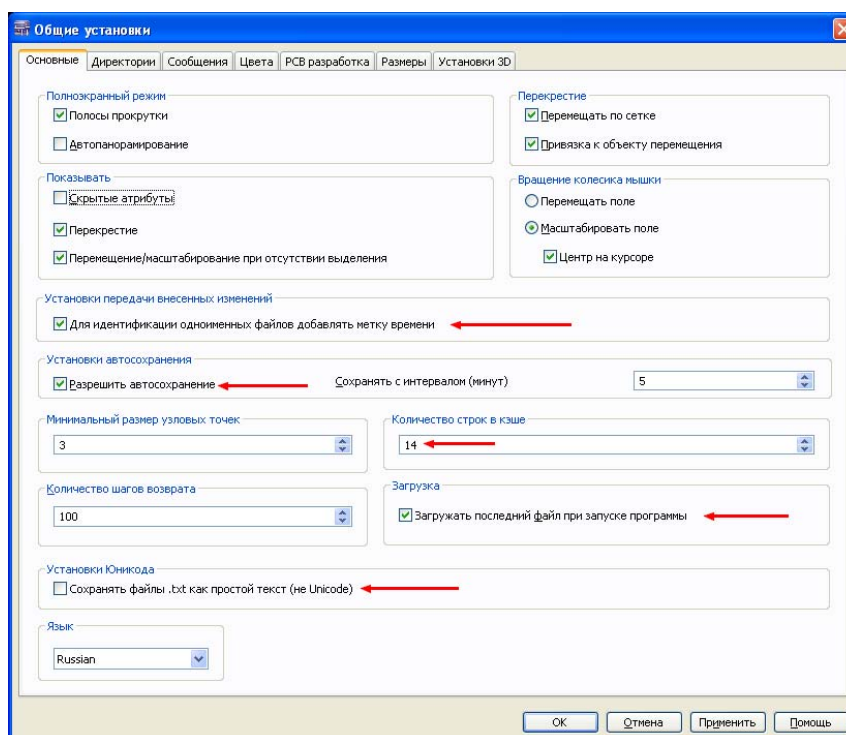 Общие установки
Основные Директории Сообщения Цвета PCB разработка Размеры Установки 3D
Полноэкранный режим
Полосы прокрутки
Автопанорамирование
Перекрестие
Перемещать по сетке
Привязка к объекту перемещения
Показывать
Скрытые атрибуты
Перекрестие
Перемещение/масштабирование при отсутствии выделения
Вращение колесика мышки
Перемещать поле
Масштабировать поле
Центр на курсоре
Установки передачи внесенных изменений
Для идентификации одноименных файлов добавлять метку времени
Установки автосохранения
Разрешить автосохранение Сохранять с интервалом (минут) 5
Минимальный размер узловых точек
3
Количество строк в кэше
14
Количество шагов возврата
100
Загрузка
Загружать последний файл при запуске программы
Установки Юникода
Сохранять файлы .txt как простой текст (не Unicode)
Язык
Russian
OK Отмена Применить Помощь